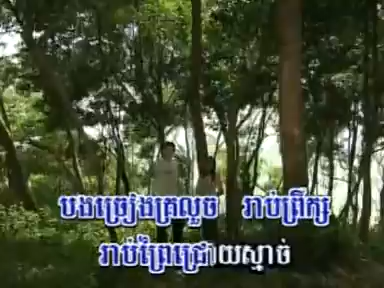 បងច្រៀងត្រលួច រាប់ព្រឹក្ស
រាប់ព្រៃជ្រោយស្ងាច់